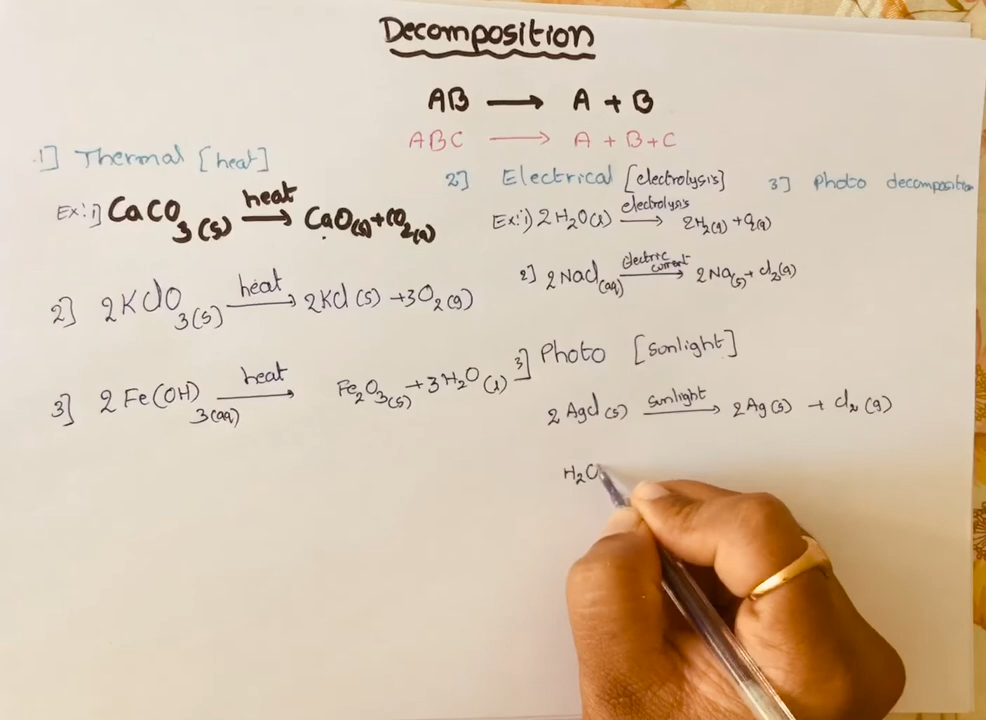 Decomposition
AB → A + B
ABC → A + B + C
1] Thermal [heat]
Ex: 1) CaCO3(s) heat → CaO(s) + CO2(g)
2] 2KClO3(s) heat → 2KCl(s) + 3O2(g)
3] 2Fe(OH)3(aq) heat → Fe2O3(s) + 3H2O(l)
2] Electrical [electrolysis]
Ex: 1) 2H2O(l) electrolysis → 2H2(g) + O2(g)
2] 2NaCl(aq) electric current → 2Na(s) + Cl2(g)
3] Photo decomposition
3] Photo [sunlight]
2AgCl(s) sunlight → 2Ag(s) + Cl2(g)
H2O